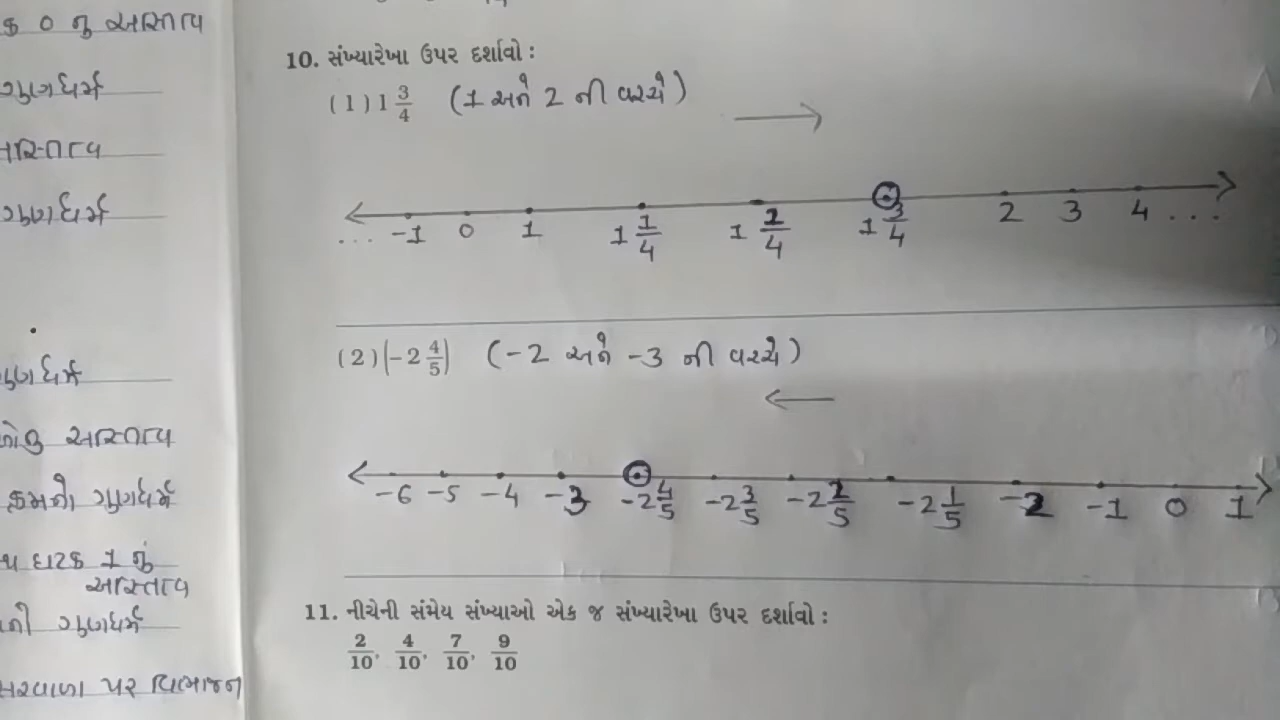 ક 0 નુ અસ્તિત્વ
ગુણધર્મ
ગુણધર્મ
ગુણધર્મ
અસ્તિત્વ
ક્રમનો ગુણધર્મ
ઘટક 1 નું
અસ્તિત્વ
ગુણધર્મ
સરવાળા પર વિભાજન
10. સંખ્યારેખા ઉપર દર્શાવો :
(1) 1 3/4 (1 અને 2 ની વચ્ચે)
... -1 0 1 1 1/4 1 2/4 1 3/4 2 3 4 ...
(2) (-2 4/5) (-2 અને -3 ની વચ્ચે)
-6 -5 -4 -3 -2 4/5 -2 3/5 -2 2/5 -2 1/5 -2 -1 0 1
11. નીચેની સંમેય સંખ્યાઓ એક જ સંખ્યારેખા ઉપર દર્શાવો :
2/10, 4/10, 7/10, 9/10